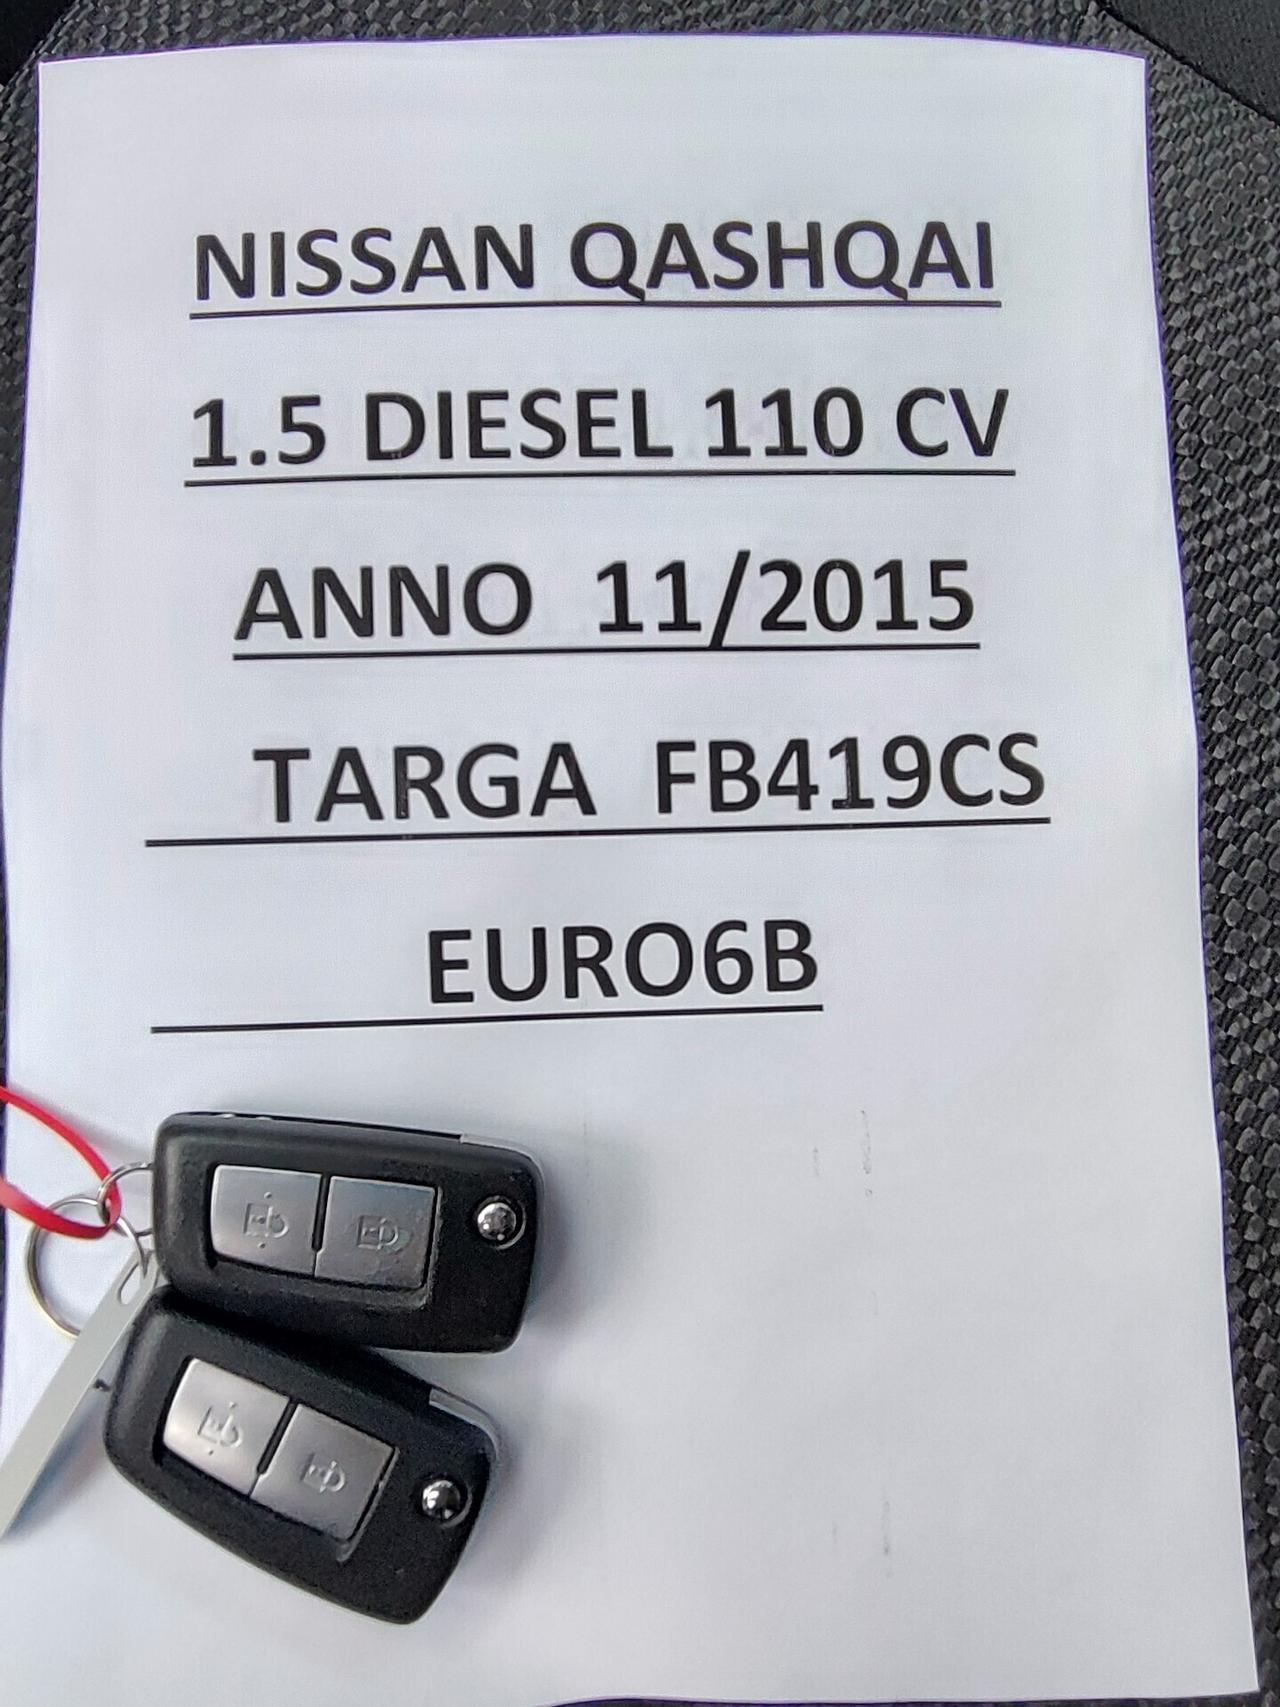 NISSAN QASHQAI
1.5 DIESEL 110 CV
ANNO 11/2015
TARGA FB419CS
EURO6B